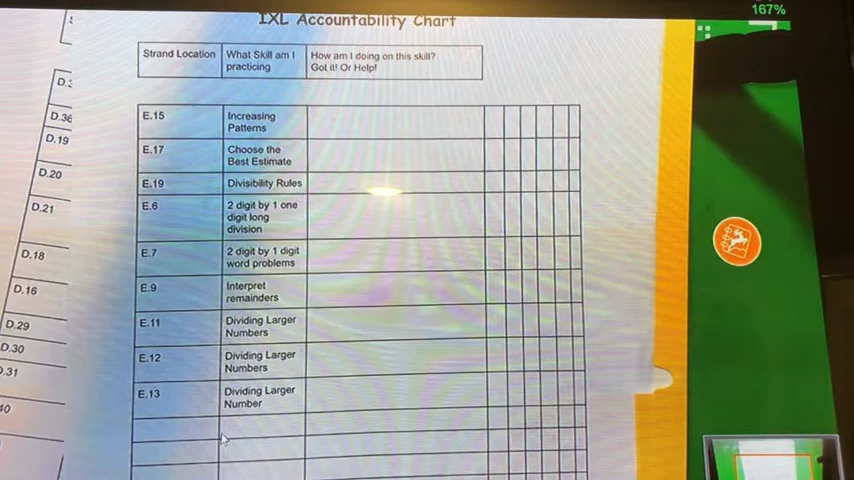 167%
IXL Accountability Chart
Strand Location
What Skill am I
practicing
How am I doing on this skill?
Got it! Or Help!
E.15
Increasing
Patterns
E.17
Choose the
Best Estimate
E.19
Divisibility Rules
E.6
2 digit by 1 one
digit long
division
E.7
2 digit by 1 digit
word problems
E.9
Interpret
remainders
E.11
Dividing Larger
Numbers
E.12
Dividing Larger
Numbers
E.13
Dividing Larger
Number
D.36
D.19
D.20
D.21
D.18
D.16
D.29
D.30